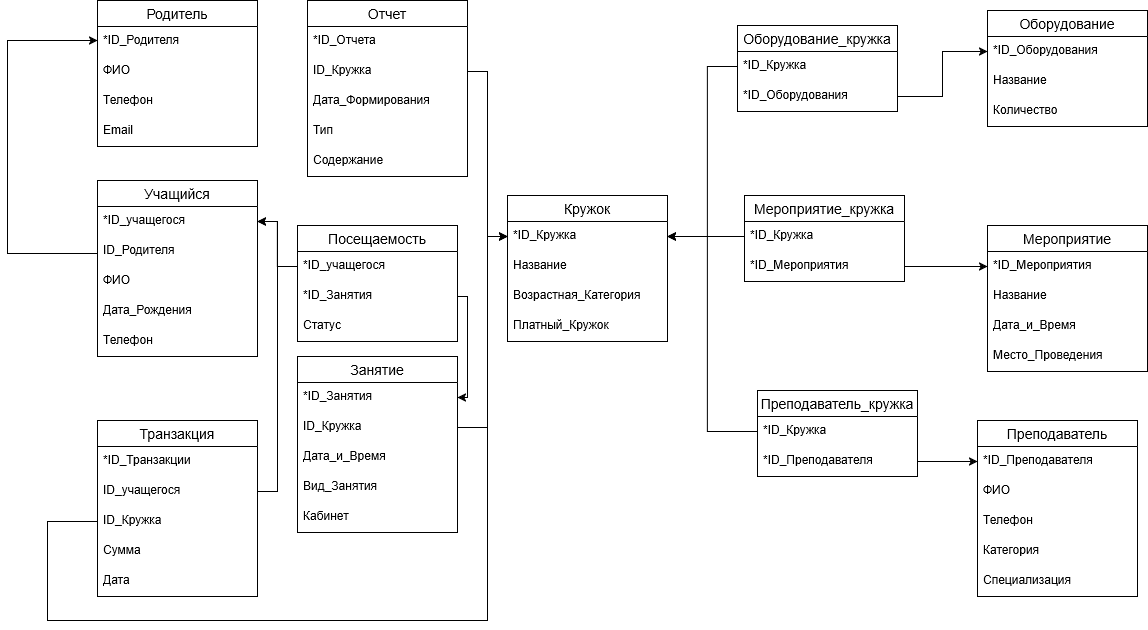 Родитель
*ID_Родителя
ФИО
Телефон
Email
Отчет
*ID_Отчета
ID_Кружка
Дата_Формирования
Тип
Содержание
Оборудование_кружка
*ID_Кружка
*ID_Оборудования
Оборудование
*ID_Оборудования
Название
Количество
Учащийся
*ID_учащегося
ID_Родителя
ФИО
Дата_Рождения
Телефон
Посещаемость
*ID_учащегося
*ID_Занятия
Статус
Кружок
*ID_Кружка
Название
Возрастная_Категория
Платный_Кружок
Мероприятие_кружка
*ID_Кружка
*ID_Мероприятия
Мероприятие
*ID_Мероприятия
Название
Дата_и_Время
Место_Проведения
Занятие
*ID_Занятия
ID_Кружка
Дата_и_Время
Вид_Занятия
Кабинет
Транзакция
*ID_Транзакции
ID_учащегося
ID_Кружка
Сумма
Дата
Преподаватель_кружка
*ID_Кружка
*ID_Преподавателя
Преподаватель
*ID_Преподавателя
ФИО
Телефон
Категория
Специализация